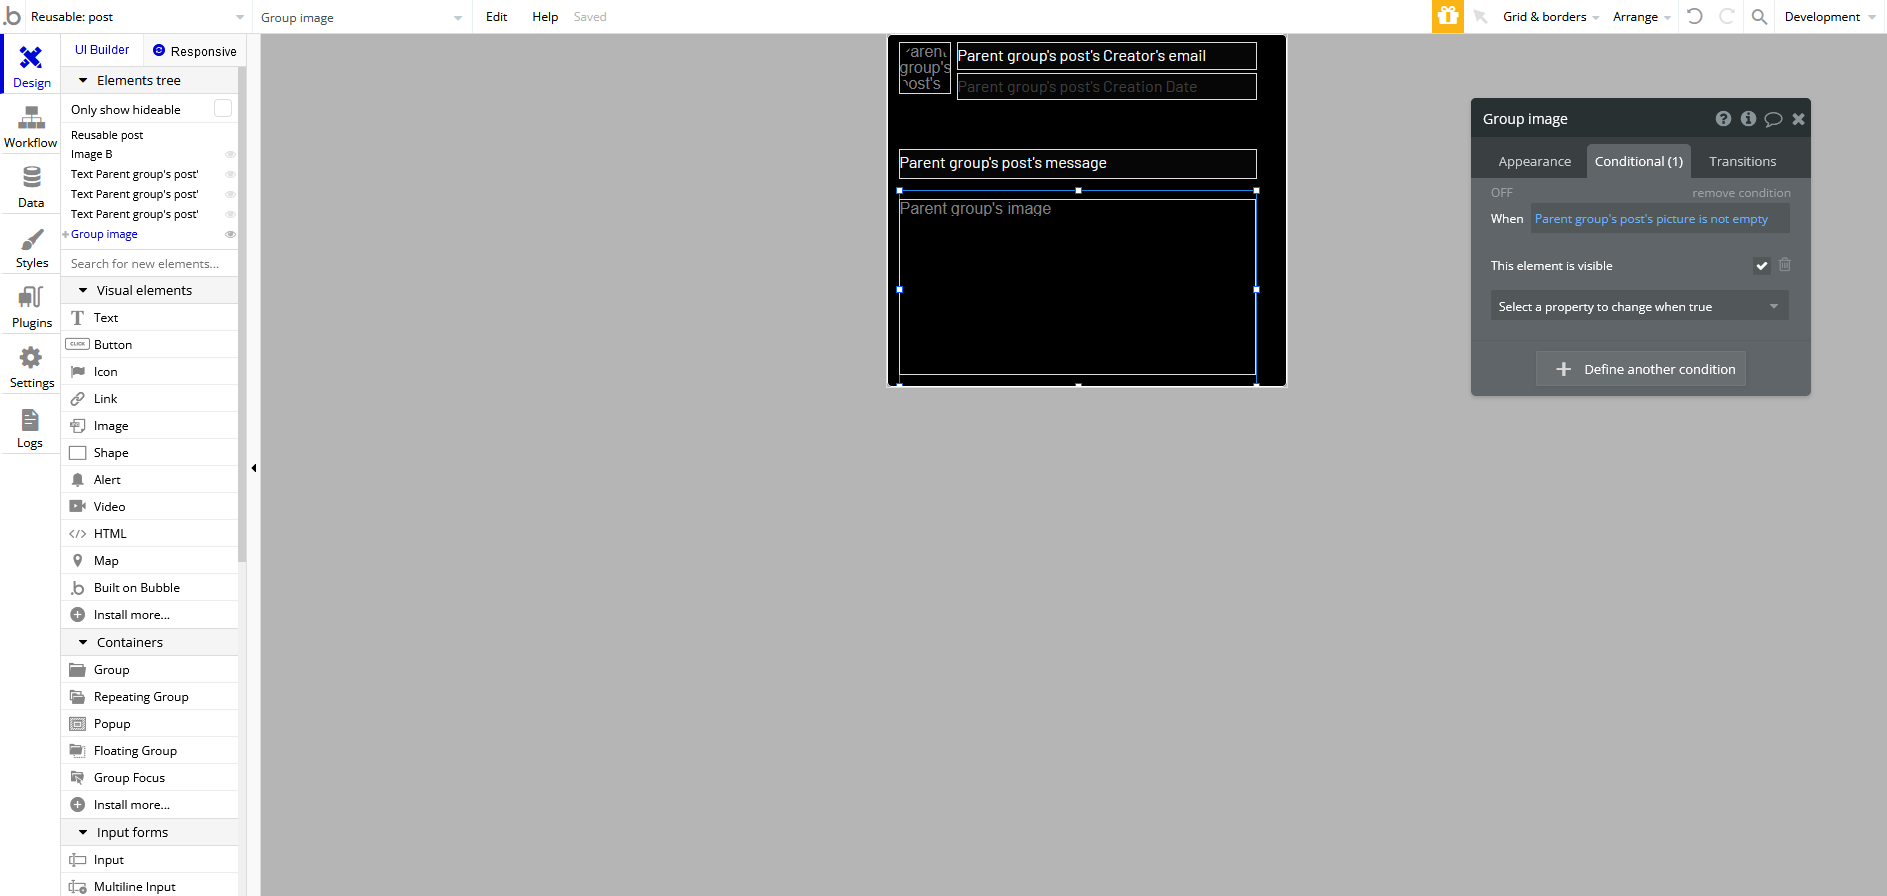 b Reusable: post
Group image
Edit
Help
Saved
Grid & borders
Arrange
Development
Design
Workflow
Data
Styles
Plugins
Settings
Logs
UI Builder
Responsive
Elements tree
Only show hideable
Reusable post
Image B
Text Parent group's post'
Text Parent group's post'
Text Parent group's post'
Group image
Search for new elements...
Visual elements
Text
CLICK Button
Icon
Link
Image
Shape
Alert
Video
</> HTML
Map
b Built on Bubble
Install more...
Containers
Group
Repeating Group
Popup
Floating Group
Group Focus
Install more...
Input forms
Input
Multiline Input
Parent
group's
post's
Parent group's post's Creator's email
Parent group's post's Creation Date
Parent group's post's message
Parent group's image
Group image
Appearance
Conditional (1)
Transitions
OFF
remove condition
When
Parent group's post's picture is not empty
This element is visible
Select a property to change when true
Define another condition